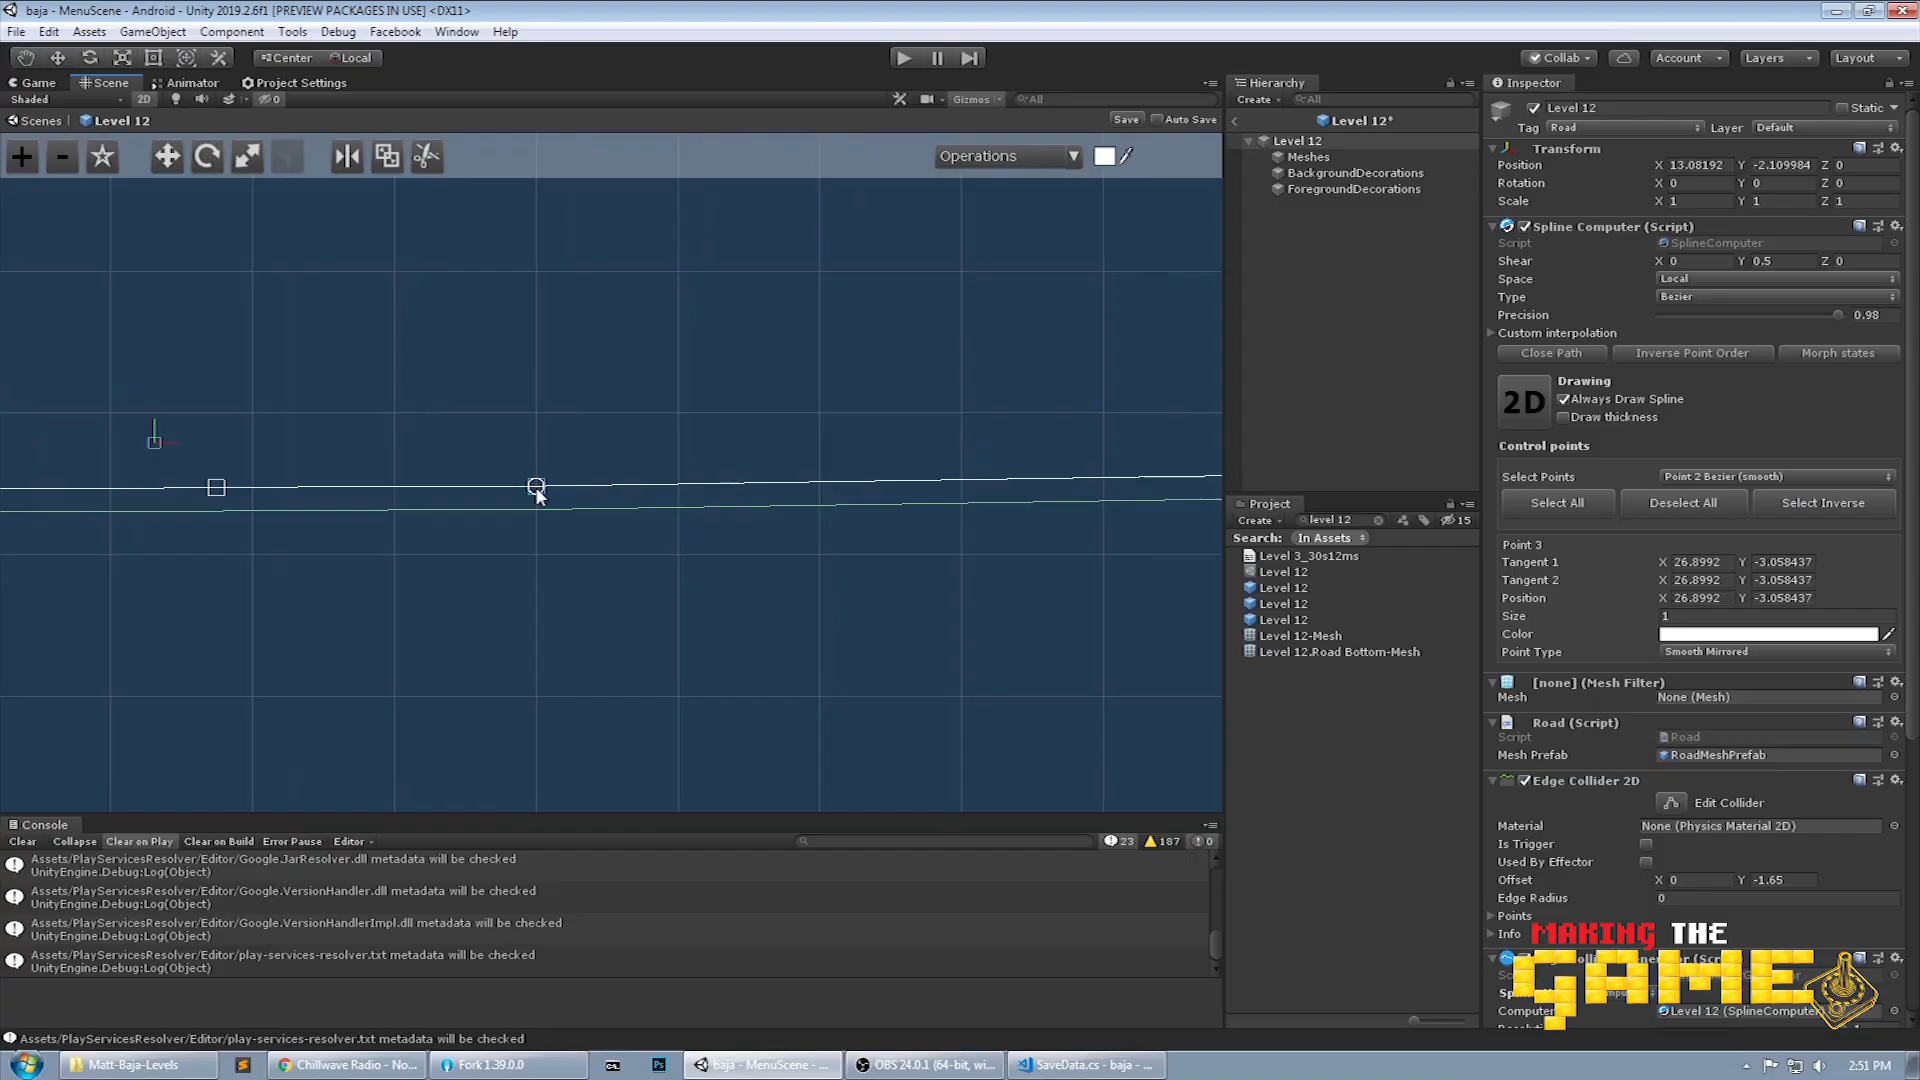 baja - MenuScene - Android - Unity 2019.2.6f1 [PREVIEW PACKAGES IN USE] <DX11>
File Edit Assets GameObject Component Tools Jobs Debug Facebook Window Help
Center Local
Collab Account Layers Layout
Game Scene Animator Project Settings
Shaded 2D 0 Gizmos All
Scenes Level 12 Save Auto Save
Operations
Hierarchy
Create All
Level 12*
Level 12
Meshes
BackgroundDecorations
ForegroundDecorations
Project
Create level 12 15
Search: In Assets
Level 3_30s12ms
Level 12
Level 12
Level 12
Level 12
Level 12-Mesh
Level 12.Road Bottom-Mesh
Inspector
Level 12 Static
Tag Road Layer Default
Transform
Position X 13.08192 Y -2.109984 Z 0
Rotation X 0 Y 0 Z 0
Scale X 1 Y 1 Z 1
Spline Computer (Script)
Script SplineComputer
Shear X 0 Y 0.5 Z 0
Space Local
Type Bezier
Precision 0.98
Custom interpolation
Close Path Inverse Point Order Morph states
2D
Drawing
Always Draw Spline
Draw thickness
Control points
Select Points Point 2 Bezier (smooth)
Select All Deselect All Select Inverse
Point 3
Tangent 1 X 26.8992 Y -3.058437
Tangent 2 X 26.8992 Y -3.058437
Position X 26.8992 Y -3.058437
Size 1
Color
Point Type Smooth Mirrored
[none] (Mesh Filter)
Mesh None (Mesh)
Road (Script)
Script Road
Mesh Prefab RoadMeshPrefab
Edge Collider 2D
Edit Collider
Material None (Physics Material 2D)
Is Trigger
Used By Effector
Offset X 0 Y -1.65
Edge Radius 0
Points
Info
MAKING THE
GAME
Computer Level 12 (SplineComputer)
Console
Clear Collapse Clear on Play Clear on Build Error Pause Editor 23 187 0
Assets/PlayServicesResolver/Editor/Google.JarResolver.dll metadata will be checked
UnityEngine.Debug:Log(Object)
Assets/PlayServicesResolver/Editor/Google.VersionHandler.dll metadata will be checked
UnityEngine.Debug:Log(Object)
Assets/PlayServicesResolver/Editor/Google.VersionHandlerImpl.dll metadata will be checked
UnityEngine.Debug:Log(Object)
Assets/PlayServicesResolver/Editor/play-services-resolver.txt metadata will be checked
UnityEngine.Debug:Log(Object)
Assets/PlayServicesResolver/Editor/play-services-resolver.txt metadata will be checked
Matt-Baja-Levels Chillwave Radio - No... Fork 1.39.0.0 baja - MenuScene - ... OBS 24.0.1 (64-bit, wi... SaveData.cs - baja - ... 2:51 PM